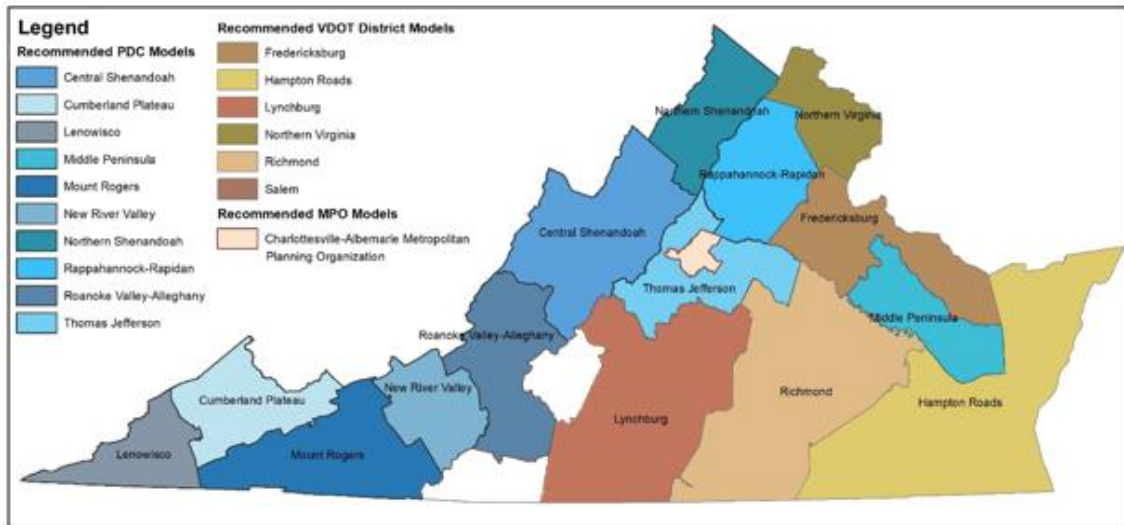 Legend
Recommended PDC Models
Central Shenandoah
Cumberland Plateau
Lenowisco
Middle Peninsula
Mount Rogers
New River Valley
Northern Shenandoah
Rappahannock-Rapidan
Roanoke Valley-Alleghany
Thomas Jefferson
Recommended VDOT District Models
Fredericksburg
Hampton Roads
Lynchburg
Northern Virginia
Richmond
Salem
Recommended MPO Models
Charlottesville-Albemarle Metropolitan
Planning Organization
Northern Shenandoah
Northern Virginia
Rappahannock-Rapidan
Fredericksburg
Central Shenandoah
Thomas Jefferson
Middle Peninsula
Roanoke Valley-Alleghany
New River Valley
Cumberland Plateau
Richmond
Hampton Roads
Lynchburg
Lenowisco
Mount Rogers